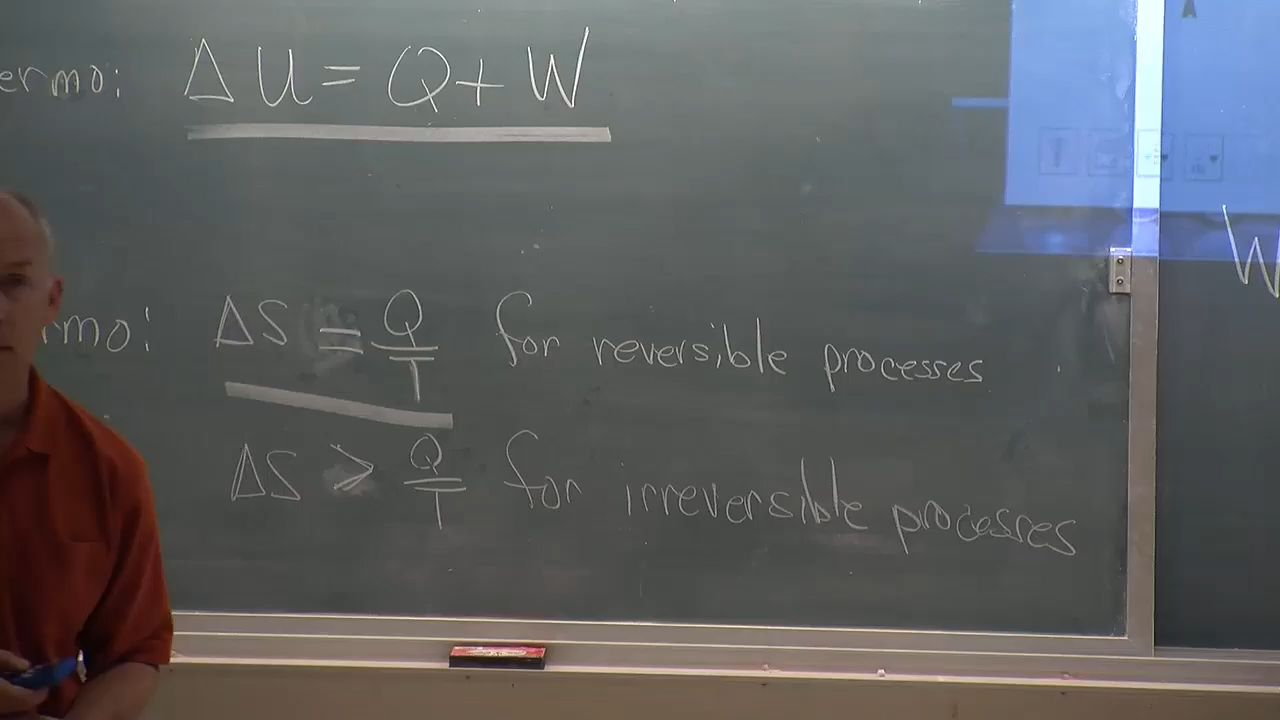 ermo: ΔU = Q + W
rmo: ΔS = Q/T for reversible processes
ΔS > Q/T for irreversible processes
W
A